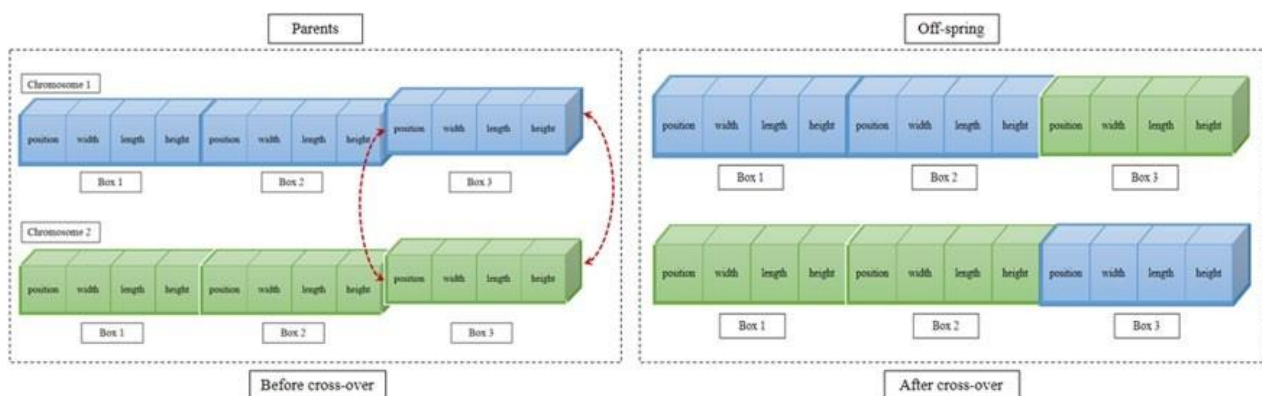 Parents
Off-spring
Chromosome 1
position width length height position width length height position width length height
Box 1 Box 2 Box 3
Chromosome 2
position width length height position width length height position width length height
Box 1 Box 2 Box 3
position width length height position width length height position width length height
Box 1 Box 2 Box 3
position width length height position width length height position width length height
Box 1 Box 2 Box 3
Before cross-over
After cross-over